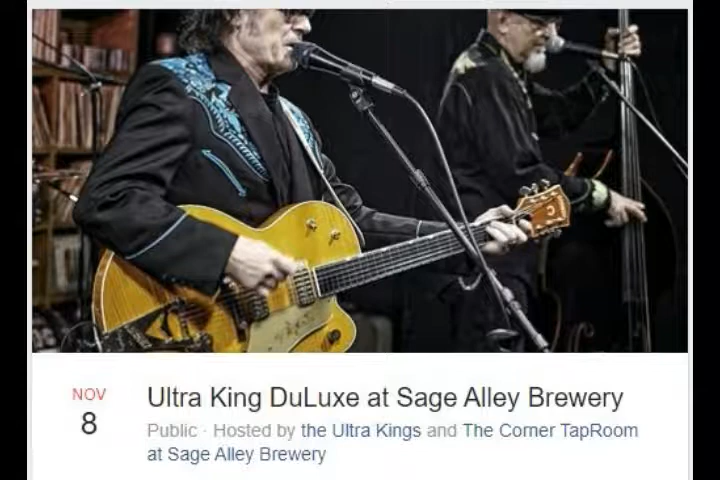 NOV
8
Ultra King DuLuxe at Sage Alley Brewery
Public · Hosted by the Ultra Kings and The Corner TapRoom
at Sage Alley Brewery